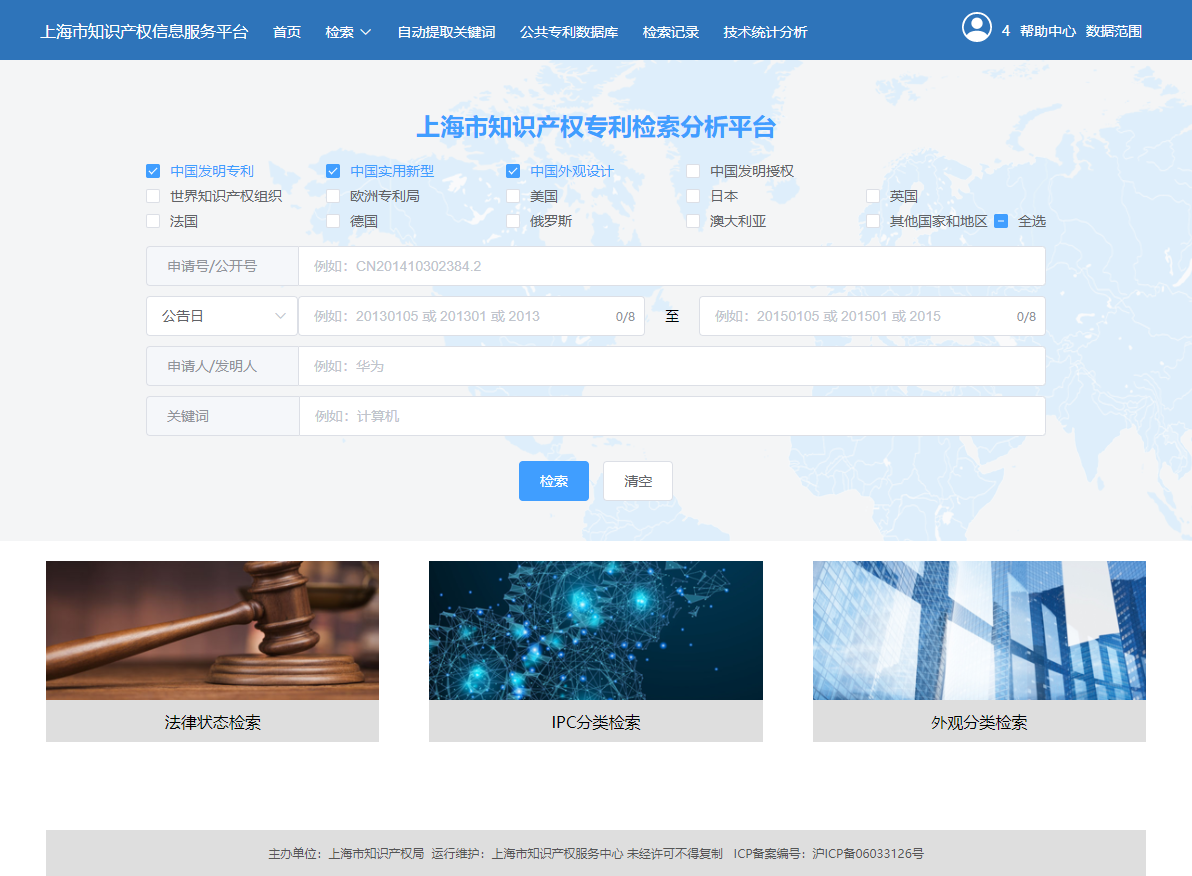 上海市知识产权信息服务平台 首页 检索 自动提取关键词 公共专利数据库 检索记录 技术统计分析 4 帮助中心 数据范围
上海市知识产权专利检索分析平台
中国发明专利 中国实用新型 中国外观设计 中国发明授权
世界知识产权组织 欧洲专利局 美国 日本 英国
法国 德国 俄罗斯 澳大利亚 其他国家和地区 全选
申请号/公开号 例如：CN201410302384.2
公告日 例如：20130105 或 201301 或 2013 0/8 至 例如：20150105 或 201501 或 2015 0/8
申请人/发明人 例如：华为
关键词 例如：计算机
检索 清空
法律状态检索 IPC分类检索 外观分类检索
主办单位：上海市知识产权局 运行维护：上海市知识产权服务中心 未经许可不得复制 ICP备案编号：沪ICP备06033126号